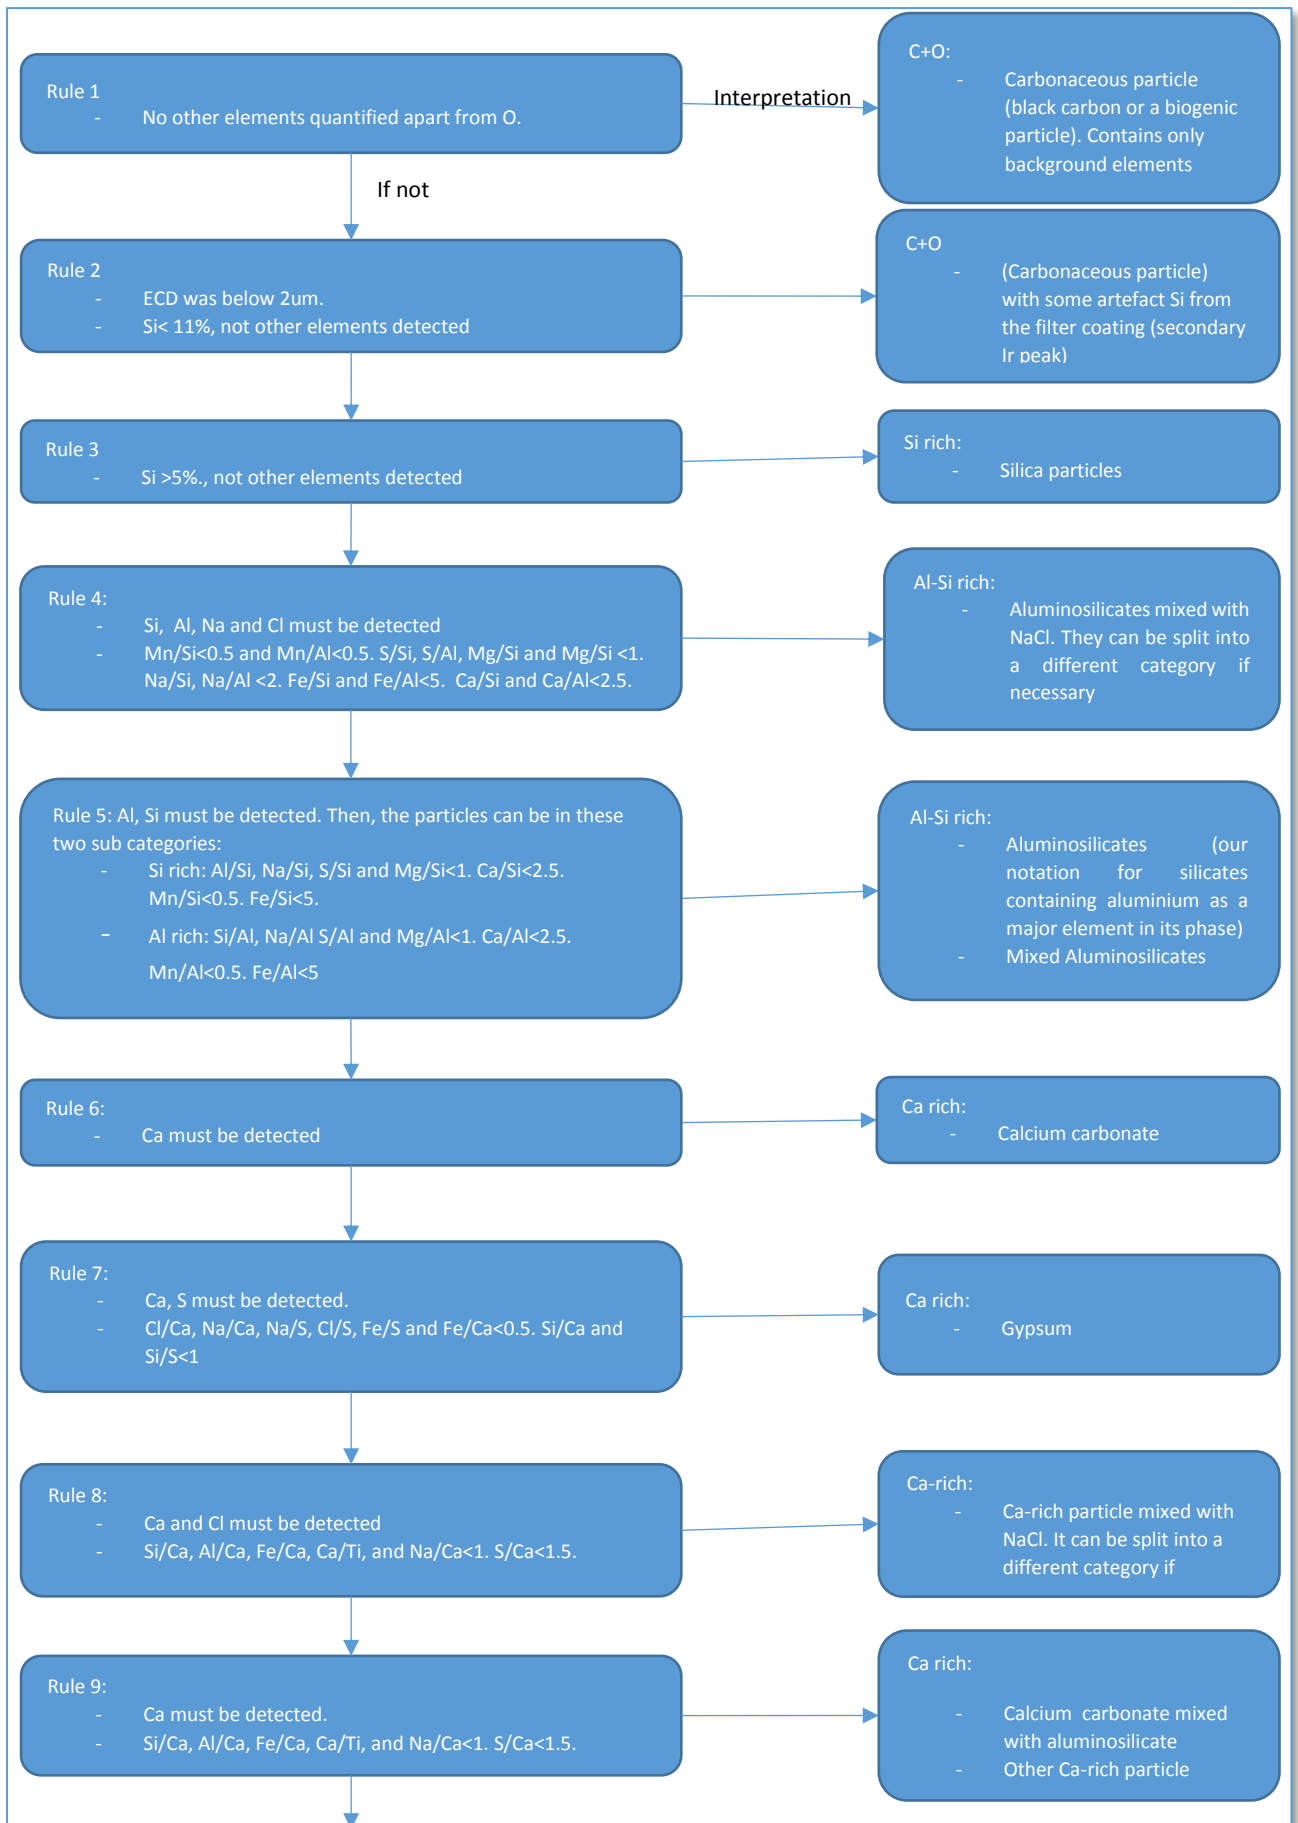 Rule 1
- No other elements quantified apart from O.
Interpretation
C+O:
- Carbonaceous particle
(black carbon or a biogenic
particle). Contains only
background elements
If not
Rule 2
- ECD was below 2um.
- Si< 11%, not other elements detected
C+O
- (Carbonaceous particle)
with some artefact Si from
the filter coating (secondary
Ir peak)
Rule 3
- Si >5%., not other elements detected
Si rich:
- Silica particles
Rule 4:
- Si, Al, Na and Cl must be detected
- Mn/Si<0.5 and Mn/Al<0.5. S/Si, S/Al, Mg/Si and Mg/Si <1.
Na/Si, Na/Al <2. Fe/Si and Fe/Al<5. Ca/Si and Ca/Al<2.5.
Al-Si rich:
- Aluminosilicates mixed with
NaCl. They can be split into
a different category if
necessary
Rule 5: Al, Si must be detected. Then, the particles can be in these
two sub categories:
- Si rich: Al/Si, Na/Si, S/Si and Mg/Si<1. Ca/Si<2.5.
Mn/Si<0.5. Fe/Si<5.
- Al rich: Si/Al, Na/Al S/Al and Mg/Al<1. Ca/Al<2.5.
Mn/Al<0.5. Fe/Al<5
Al-Si rich:
- Aluminosilicates (our
notation for silicates
containing aluminium as a
major element in its phase)
- Mixed Aluminosilicates
Rule 6:
- Ca must be detected
Ca rich:
- Calcium carbonate
Rule 7:
- Ca, S must be detected.
- Cl/Ca, Na/Ca, Na/S, Cl/S, Fe/S and Fe/Ca<0.5. Si/Ca and
Si/S<1
Ca rich:
- Gypsum
Rule 8:
- Ca and Cl must be detected
- Si/Ca, Al/Ca, Fe/Ca, Ca/Ti, and Na/Ca<1. S/Ca<1.5.
Ca-rich:
- Ca-rich particle mixed with
NaCl. It can be split into a
different category if
Rule 9:
- Ca must be detected.
- Si/Ca, Al/Ca, Fe/Ca, Ca/Ti, and Na/Ca<1. S/Ca<1.5.
Ca rich:
- Calcium carbonate mixed
with aluminosilicate
- Other Ca-rich particle